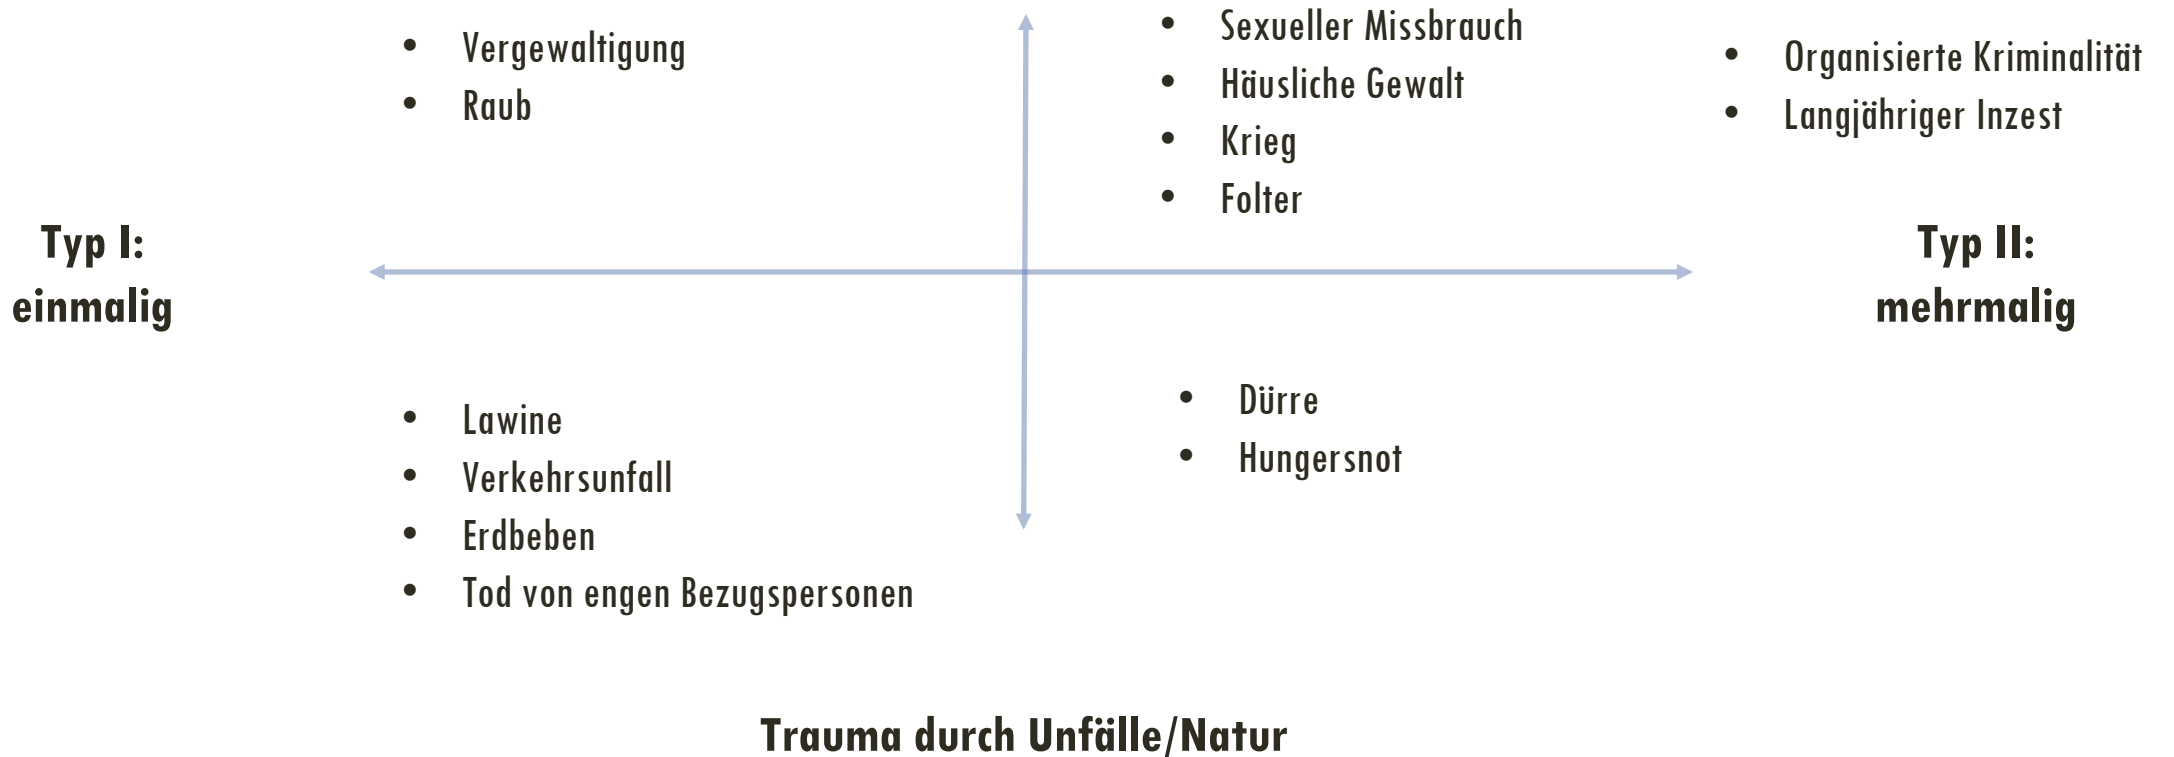 • Vergewaltigung
• Raub
• Sexueller Missbrauch
• Häusliche Gewalt
• Krieg
• Folter
• Organisierte Kriminalität
• Langjähriger Inzest
Typ I:
einmalig
Typ II:
mehrmalig
• Lawine
• Verkehrsunfall
• Erdbeben
• Tod von engen Bezugspersonen
• Dürre
• Hungersnot
Trauma durch Unfälle/Natur